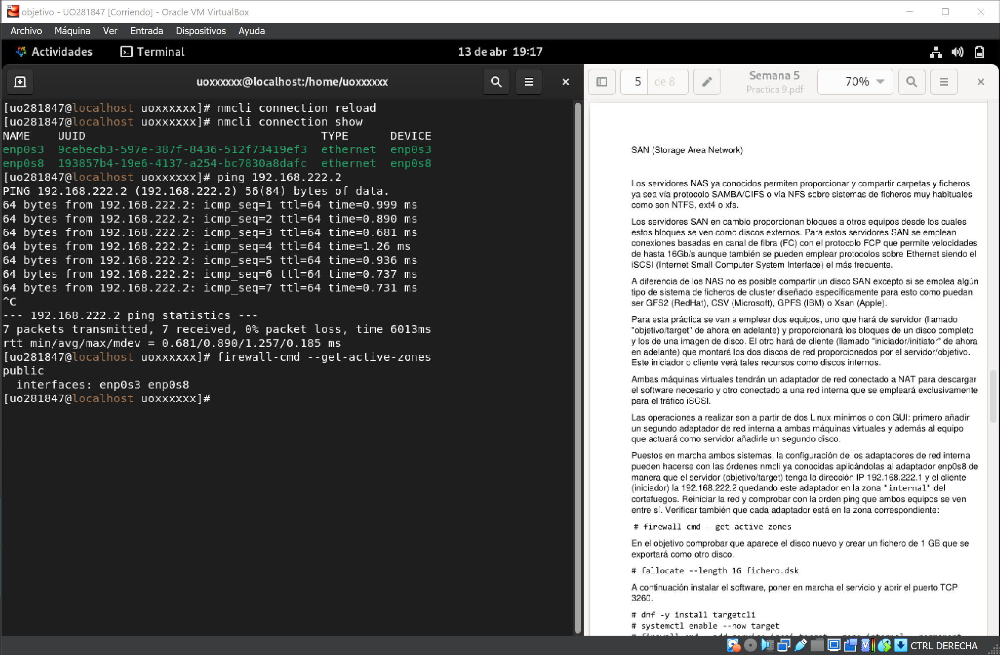 objetivo - UO281847 [Corriendo] - Oracle VM VirtualBox
Archivo Máquina Ver Entrada Dispositivos Ayuda
Actividades Terminal 13 de abr 19:17
uoxxxxxx@localhost:/home/uoxxxxxx
[uo281847@localhost uoxxxxxx]# nmcli connection reload
[uo281847@localhost uoxxxxxx]# nmcli connection show
NAME UUID TYPE DEVICE
enp0s3 9cebecb3-597e-387f-8436-512f73419ef3 ethernet enp0s3
enp0s8 193857b4-19e6-4137-a254-bc7830a8dafc ethernet enp0s8
[uo281847@localhost uoxxxxxx]# ping 192.168.222.2
PING 192.168.222.2 (192.168.222.2) 56(84) bytes of data.
64 bytes from 192.168.222.2: icmp_seq=1 ttl=64 time=0.999 ms
64 bytes from 192.168.222.2: icmp_seq=2 ttl=64 time=0.890 ms
64 bytes from 192.168.222.2: icmp_seq=3 ttl=64 time=0.681 ms
64 bytes from 192.168.222.2: icmp_seq=4 ttl=64 time=1.26 ms
64 bytes from 192.168.222.2: icmp_seq=5 ttl=64 time=0.936 ms
64 bytes from 192.168.222.2: icmp_seq=6 ttl=64 time=0.737 ms
64 bytes from 192.168.222.2: icmp_seq=7 ttl=64 time=0.731 ms
^C
--- 192.168.222.2 ping statistics ---
7 packets transmitted, 7 received, 0% packet loss, time 6013ms
rtt min/avg/max/mdev = 0.681/0.890/1.257/0.185 ms
[uo281847@localhost uoxxxxxx]# firewall-cmd --get-active-zones
public
interfaces: enp0s3 enp0s8
[uo281847@localhost uoxxxxxx]#
5 de 8
Semana 5
Practica 9.pdf
70%
SAN (Storage Area Network)
Los servidores NAS ya conocidos permiten proporcionar y compartir carpetas y ficheros
ya sea vía protocolo SAMBA/CIFS o vía NFS sobre sistemas de ficheros muy habituales
como son NTFS, ext4 o xfs.
Los servidores SAN en cambio proporcionan bloques a otros equipos desde los cuales
estos bloques se ven como discos externos. Para estos servidores SAN se emplean
conexiones basadas en canal de fibra (FC) con el protocolo FCP que permite velocidades
de hasta 16Gb/s aunque también se pueden emplear protocolos sobre Ethernet siendo el
iSCSI (Internet Small Computer System Interface) el más frecuente.
A diferencia de los NAS no es posible compartir un disco SAN excepto si se emplea algún
tipo de sistema de ficheros de cluster diseñado específicamente para esto como puedan
ser GFS2 (RedHat), CSV (Microsoft), GPFS (IBM) o Xsan (Apple).
Para esta práctica se van a emplear dos equipos, uno que hará de servidor (llamado
"objetivo/target" de ahora en adelante) y proporcionará los bloques de un disco completo
y los de una imagen de disco. El otro hará de cliente (llamado "iniciador/initiator" de ahora
en adelante) que montará los dos discos de red proporcionados por el servidor/objetivo.
Este iniciador o cliente verá tales recursos como discos internos.
Ambas máquinas virtuales tendrán un adaptador de red conectado a NAT para descargar
el software necesario y otro conectado a una red interna que se empleará exclusivamente
para el tráfico iSCSI.
Las operaciones a realizar son a partir de dos Linux mínimos o con GUI: primero añadir
un segundo adaptador de red interna a ambas máquinas virtuales y además al equipo
que actuará como servidor añadirle un segundo disco.
Puestos en marcha ambos sistemas, la configuración de los adaptadores de red interna
pueden hacerse con las órdenes nmcli ya conocidas aplicándolas al adaptador enp0s8 de
manera que el servidor (objetivo/target) tenga la dirección IP 192.168.222.1 y el cliente
(iniciador) la 192.168.222.2 quedando este adaptador en la zona "internal" del
cortafuegos. Reiniciar la red y comprobar con la orden ping que ambos equipos se ven
entre sí. Verificar también que cada adaptador está en la zona correspondiente:
# firewall-cmd --get-active-zones
En el objetivo comprobar que aparece el disco nuevo y crear un fichero de 1 GB que se
exportará como otro disco.
# fallocate --length 1G fichero.dsk
A continuación instalar el software, poner en marcha el servicio y abrir el puerto TCP
3260.
# dnf -y install targetcli
# systemctl enable --now target
CTRL DERECHA